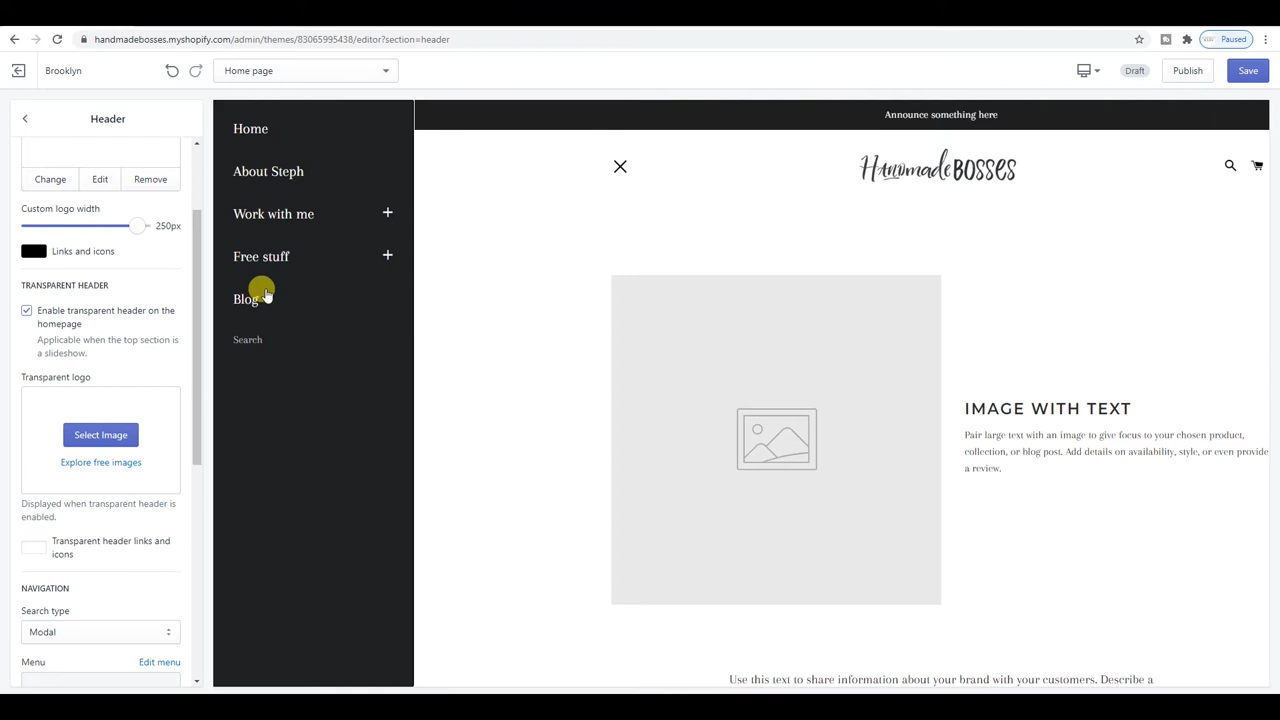 handmadebosses.myshopify.com/admin/themes/83065995438/editor?section=header
Paused
Brooklyn
Home page
Draft
Publish
Save
Header
Change
Edit
Remove
Custom logo width
250px
Links and icons
TRANSPARENT HEADER
Enable transparent header on the
homepage
Applicable when the top section is
a slideshow.
Transparent logo
Select Image
Explore free images
Displayed when transparent header is
enabled.
Transparent header links and
icons
NAVIGATION
Search type
Modal
Menu
Edit menu
Home
About Steph
Work with me
Free stuff
Blog
Search
Announce something here
Handmade BOSSES
IMAGE WITH TEXT
Pair large text with an image to give focus to your chosen product,
collection, or blog post. Add details on availability, style, or even provide
a review.
Use this text to share information about your brand with your customers. Describe a